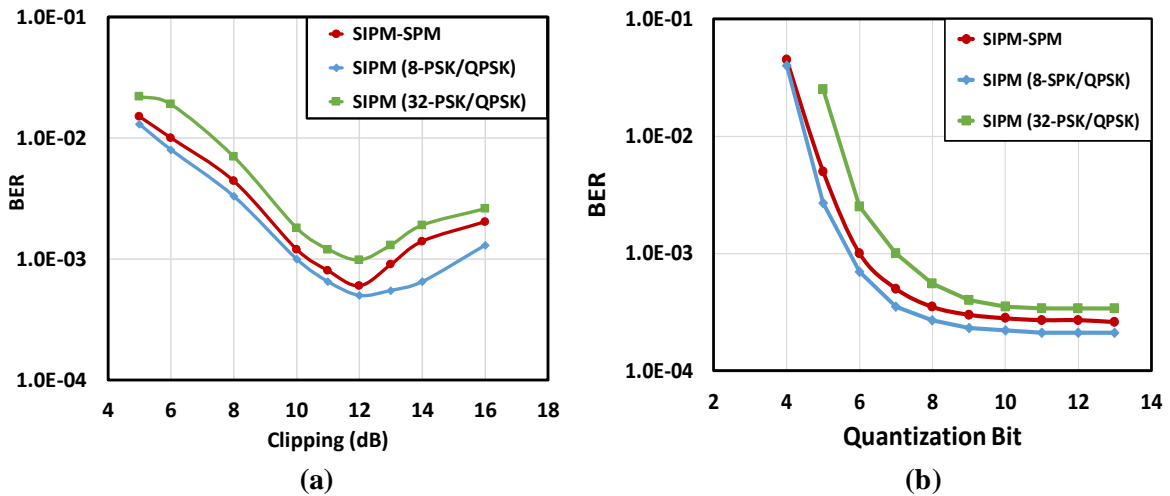 1.0E-01
1.0E-02
1.0E-03
1.0E-04
BER
SIPM-SPM
SIPM (8-PSK/QPSK)
SIPM (32-PSK/QPSK)
4 6 8 10 12 14 16 18
Clipping (dB)
(a)
1.0E-01
1.0E-02
1.0E-03
1.0E-04
BER
SIPM-SPM
SIPM (8-SPK/QPSK)
SIPM (32-PSK/QPSK)
2 4 6 8 10 12 14
Quantization Bit
(b)